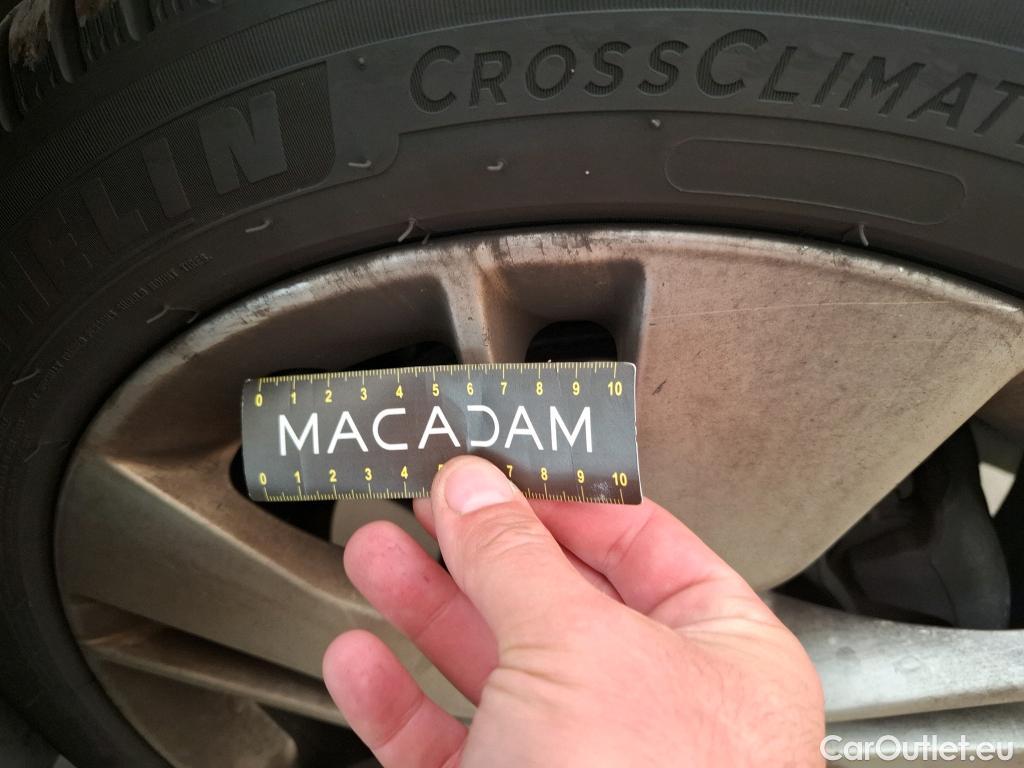 CROSSCLIMAT
HELIN
0 1 2 3 4 5 6 7 8 9 10
MACADAM
0 1 2 3 4 5 7 8 9 10
CarOutlet.eu